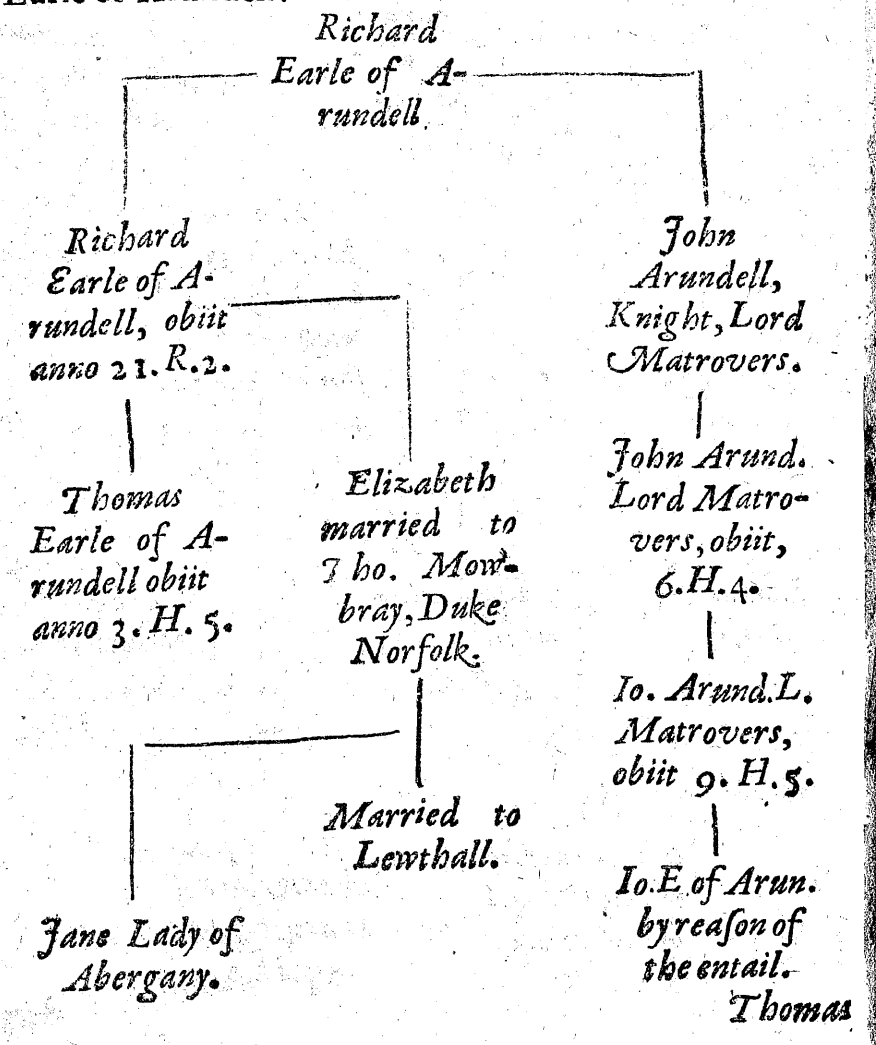 Richard
Earle of A-
rundell.
Richard
Earle of A-
rundell, obiit
anno 21. R. 2.
John
Arundell,
Knight, Lord
Matrovers.
Thomas
Earle of A-
rundell obiit
anno 3. H. 5.
Elizabeth
married to
Tho. Mow-
bray, Duke
Norfolk.
John Arund.
Lord Matro-
vers, obiit,
6. H. 4.
Io. Arund. L.
Matrovers,
obiit 9. H. 5.
Married to
Lewthall.
Jane Lady of
Abergany.
Io. E of Arun.
by reaſon of
the entail.
Thomas